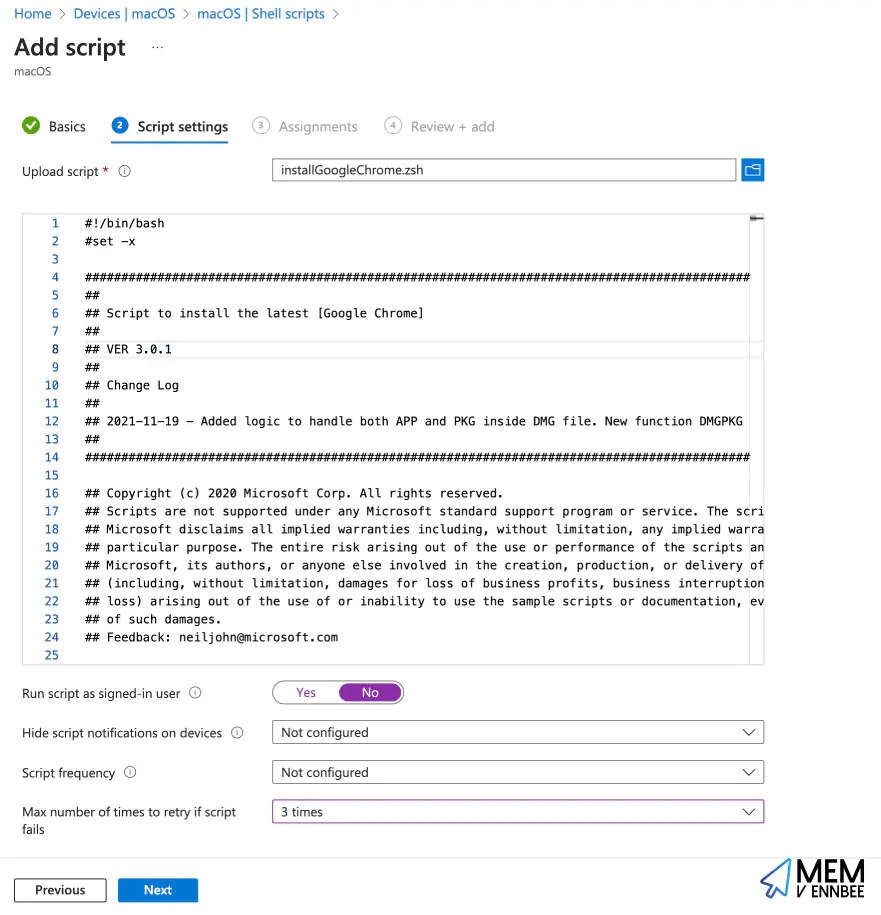 Home > Devices | macOS > macOS | Shell scripts >
Add script ...
macOS
Basics 2 Script settings 3 Assignments 4 Review + add
Upload script * installGoogleChrome.zsh
1 #!/bin/bash
2 #set -x
3
4 ############################################################################################
5 ##
6 ## Script to install the latest [Google Chrome]
7 ##
8 ## VER 3.0.1
9 ##
10 ## Change Log
11 ##
12 ## 2021-11-19 - Added logic to handle both APP and PKG inside DMG file. New function DMGPKG
13 ##
14 ############################################################################################
15
16 ## Copyright (c) 2020 Microsoft Corp. All rights reserved.
17 ## Scripts are not supported under any Microsoft standard support program or service. The scri
18 ## Microsoft disclaims all implied warranties including, without limitation, any implied warra
19 ## particular purpose. The entire risk arising out of the use or performance of the scripts an
20 ## Microsoft, its authors, or anyone else involved in the creation, production, or delivery of
21 ## (including, without limitation, damages for loss of business profits, business interruption
22 ## loss) arising out of the use of or inability to use the sample scripts or documentation, ev
23 ## of such damages.
24 ## Feedback: neiljohn@microsoft.com
25
Run script as signed-in user Yes No
Hide script notifications on devices Not configured
Script frequency Not configured
Max number of times to retry if script 3 times
fails
Previous Next
MEM
V ENNBEE